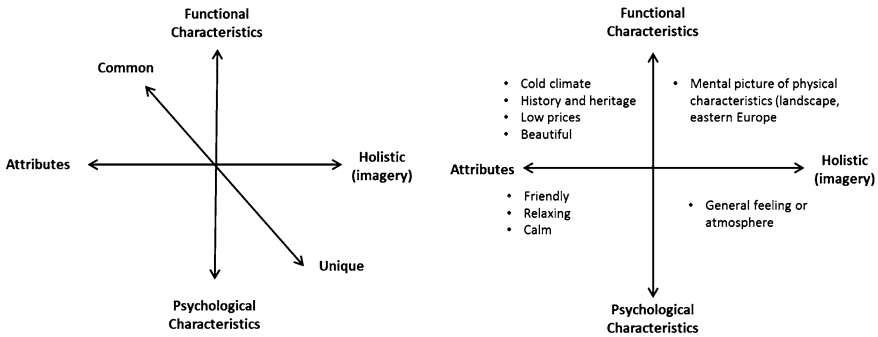 Functional
Characteristics
Common
Attributes
Holistic
(imagery)
Unique
Psychological
Characteristics
Functional
Characteristics
• Cold climate
• History and heritage
• Low prices
• Beautiful
• Mental picture of physical
characteristics (landscape,
eastern Europe
Attributes
Holistic
(imagery)
• Friendly
• Relaxing
• Calm
• General feeling or
atmosphere
Psychological
Characteristics